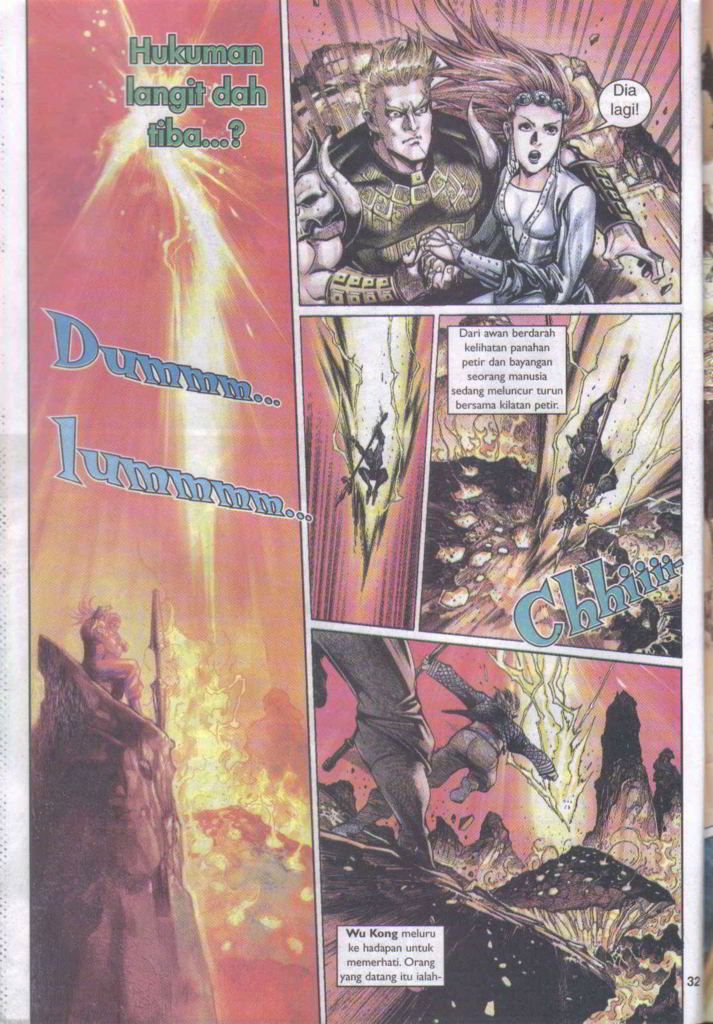 Hukuman
langit dah
tiba...?
Dummm...
lummmm...
Dia
lagi!
Dari awan berdarah
kelihatan panahan
petir dan bayangan
seorang manusia
sedang meluncur turun
bersama kilatan petir.
Chhiiii-
Wu Kong meluru
ke hadapan untuk
memerhati. Orang
yang datang itu ialah-
32